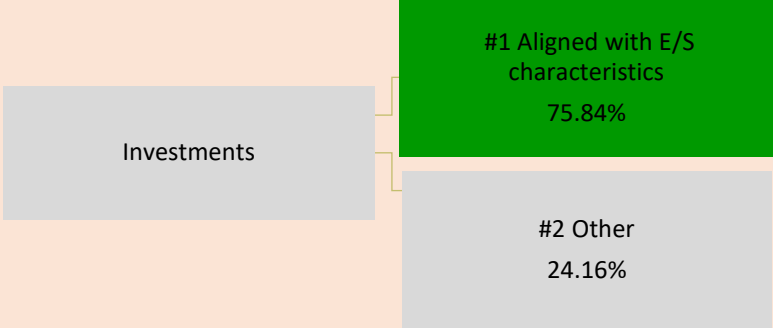 Investments
#1 Aligned with E/S
characteristics
75.84%
#2 Other
24.16%